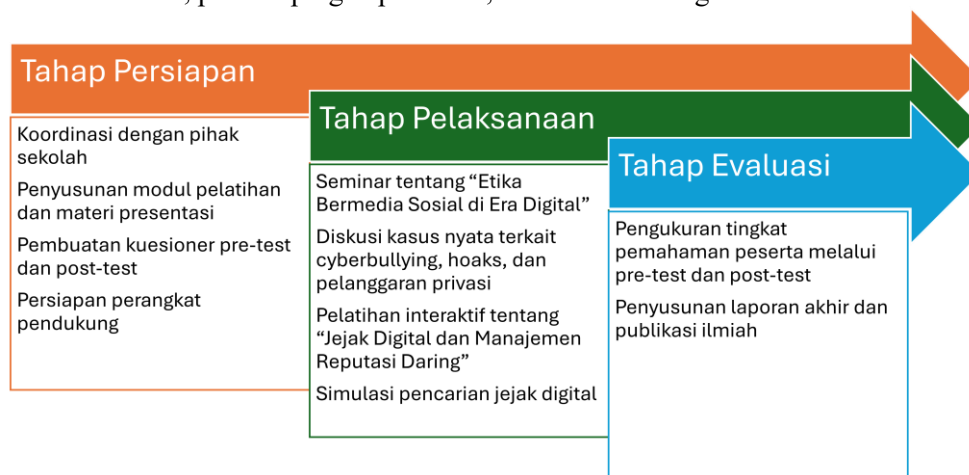 Tahap Persiapan
Koordinasi dengan pihak
sekolah
Penyusunan modul pelatihan
dan materi presentasi
Pembuatan kuesioner pre-test
dan post-test
Persiapan perangkat
pendukung
Tahap Pelaksanaan
Seminar tentang “Etika
Bermedia Sosial di Era Digital”
Diskusi kasus nyata terkait
cyberbullying, hoaks, dan
pelanggaran privasi
Pelatihan interaktif tentang
“Jejak Digital dan Manajemen
Reputasi Daring”
Simulasi pencarian jejak digital
Tahap Evaluasi
Pengukuran tingkat
pemahaman peserta melalui
pre-test dan post-test
Penyusunan laporan akhir dan
publikasi ilmiah